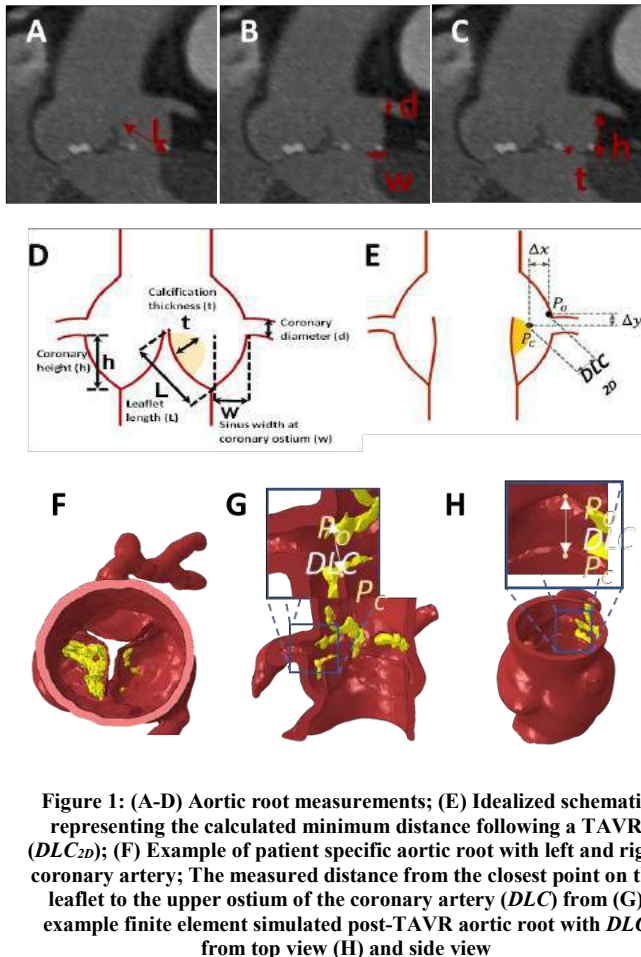 A
B
C
L
d
w
h
t
D
E
Calcification
thickness (t)
t
Coronary
diameter (d)
Coronary
height (h)
h
L
Leaflet
length (L)
W
Sinus width at
coronary ostium (w)
Δx
Po
Δy
Pc
DLC
2D
F
G
H
Po
DLC
Pc
Po
DLC
Pc
Figure 1: (A-D) Aortic root measurements; (E) Idealized schemati
representing the calculated minimum distance following a TAVR
(DLC2D); (F) Example of patient specific aortic root with left and rig
coronary artery; The measured distance from the closest point on t
leaflet to the upper ostium of the coronary artery (DLC) from (G)
example finite element simulated post-TAVR aortic root with DLC
from top view (H) and side view